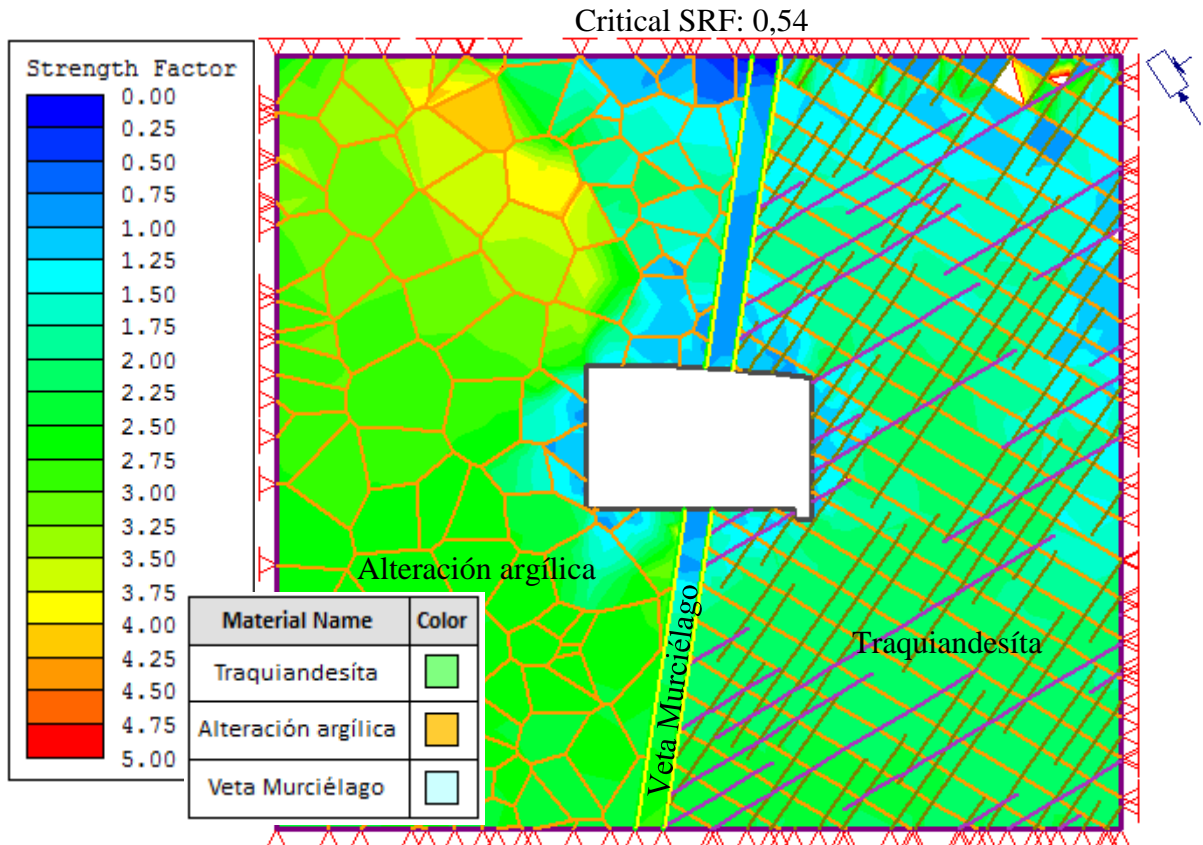 Critical SRF: 0,54
Strength Factor
0.00
0.25
0.50
0.75
1.00
1.25
1.50
1.75
2.00
2.25
2.50
2.75
3.00
3.25
3.50
3.75
4.00
4.25
4.50
4.75
5.00
Alteración argílica
Veta Murciélago
Traquiandesíta
Material Name Color
Traquiandesíta
Alteración argílica
Veta Murciélago